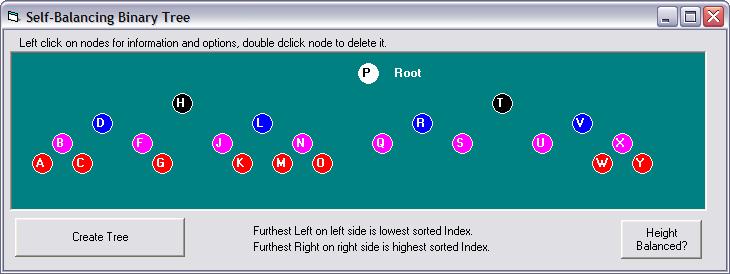 Self-Balancing Binary Tree
Left click on nodes for information and options, double dclick node to delete it.
P Root
H T
D L R V
B F J N Q S U X
A C G K M O W Y
Create Tree
Furthest Left on left side is lowest sorted Index.
Furthest Right on right side is highest sorted Index.
Height
Balanced?